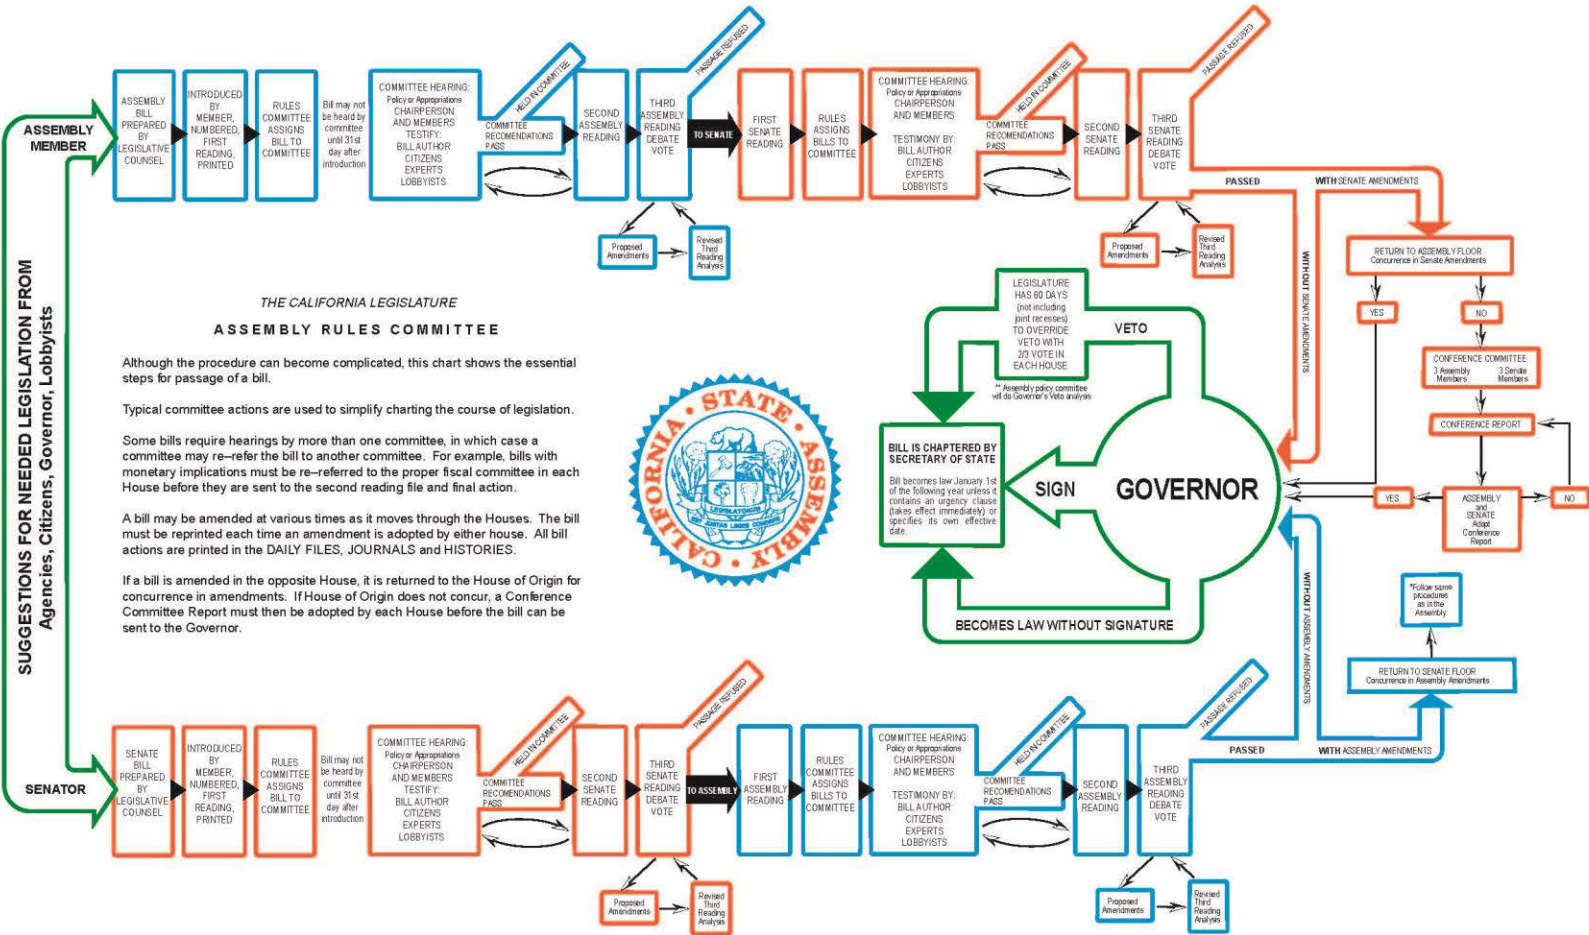 SUGGESTIONS FOR NEEDED LEGISLATION FROM
Agencies, Citizens, Governor, Lobbyists
ASSEMBLY
MEMBER
ASSEMBLY
BILL
PREPARED
BY
LEGISLATIVE
COUNSEL
INTRODUCED
BY
MEMBER,
NUMBERED,
FIRST
READING,
PRINTED
RULES
COMMITTEE
ASSIGNS
BILL TO
COMMITTEE
Bill may not
be heard by
committee
until 31st
day after
introduction
COMMITTEE HEARING:
Policy or Appropriations
CHAIRPERSON
AND MEMBERS
TESTIFY:
BILL AUTHOR
CITIZENS
EXPERTS
LOBBYISTS
HELD IN COMMITTEE
COMMITTEE
RECOMENDATIONS
PASS
SECOND
ASSEMBLY
READING
THIRD
ASSEMBLY
READING
DEBATE
VOTE
PASSAGE REFUSED
Proposed
Amendments
Revised
Third
Reading
Analysis
TO SENATE
FIRST
SENATE
READING
RULES
ASSIGNS
BILLS TO
COMMITTEE
COMMITTEE HEARING:
Policy or Appropriations
CHAIRPERSON
AND MEMBERS
TESTIMONY BY:
BILL AUTHOR
CITIZENS
EXPERTS
LOBBYISTS
HELD IN COMMITTEE
COMMITTEE
RECOMENDATIONS
PASS
SECOND
SENATE
READING
THIRD
SENATE
READING
DEBATE
VOTE
PASSAGE REFUSED
Proposed
Amendments
Revised
Third
Reading
Analysis
PASSED
WITH SENATE AMENDMENTS
WITHOUT SENATE AMENDMENTS
RETURN TO ASSEMBLY FLOOR
Concurrence in Senate Amendments
YES
NO
CONFERENCE COMMITTEE
3 Assembly
Members
3 Senate
Members
CONFERENCE REPORT
YES
ASSEMBLY
and
SENATE
Adopt
Conference
Report
NO
THE CALIFORNIA LEGISLATURE
ASSEMBLY RULES COMMITTEE
Although the procedure can become complicated, this chart shows the essential
steps for passage of a bill.
Typical committee actions are used to simplify charting the course of legislation.
Some bills require hearings by more than one committee, in which case a
committee may re–refer the bill to another committee. For example, bills with
monetary implications must be re–referred to the proper fiscal committee in each
House before they are sent to the second reading file and final action.
A bill may be amended at various times as it moves through the Houses. The bill
must be reprinted each time an amendment is adopted by either house. All bill
actions are printed in the DAILY FILES, JOURNALS and HISTORIES.
If a bill is amended in the opposite House, it is returned to the House of Origin for
concurrence in amendments. If House of Origin does not concur, a Conference
Committee Report must then be adopted by each House before the bill can be
sent to the Governor.
CALIFORNIA • STATE • ASSEMBLY •
LEGISLATORUM
EST JUSTAS LEGES CONDERE
LEGISLATURE
HAS 60 DAYS
(not including
joint recesses)
TO OVERRIDE
VETO WITH
2/3 VOTE IN
EACH HOUSE
VETO
** Assembly policy committee
will do Governor's Veto analysis
BILL IS CHAPTERED BY
SECRETARY OF STATE
Bill becomes law January 1st
of the following year unless it
contains an urgency clause
(takes effect immediately) or
specifies its own effective
date.
SIGN
GOVERNOR
BECOMES LAW WITHOUT SIGNATURE
*Follow same
procedures
as in the
Assembly
RETURN TO SENATE FLOOR
Concurrence in Assembly Amendments
WITHOUT ASSEMBLY AMENDMENTS
PASSED
WITH ASSEMBLY AMENDMENTS
SENATOR
SENATE
BILL
PREPARED
BY
LEGISLATIVE
COUNSEL
INTRODUCED
BY
MEMBER,
NUMBERED,
FIRST
READING,
PRINTED
RULES
COMMITTEE
ASSIGNS
BILL TO
COMMITTEE
Bill may not
be heard by
committee
until 31st
day after
introduction
COMMITTEE HEARING:
Policy or Appropriations
CHAIRPERSON
AND MEMBERS
TESTIFY:
BILL AUTHOR
CITIZENS
EXPERTS
LOBBYISTS
HELD IN COMMITTEE
COMMITTEE
RECOMENDATIONS
PASS
SECOND
SENATE
READING
THIRD
SENATE
READING
DEBATE
VOTE
PASSAGE REFUSED
Proposed
Amendments
Revised
Third
Reading
Analysis
TO ASSEMBLY
FIRST
ASSEMBLY
READING
RULES
COMMITTEE
ASSIGNS
BILLS TO
COMMITTEE
COMMITTEE HEARING:
Policy or Appropriations
CHAIRPERSON
AND MEMBERS
TESTIMONY BY:
BILL AUTHOR
CITIZENS
EXPERTS
LOBBYISTS
HELD IN COMMITTEE
COMMITTEE
RECOMENDATIONS
PASS
SECOND
ASSEMBLY
READING
THIRD
ASSEMBLY
READING
DEBATE
VOTE
PASSAGE REFUSED
Proposed
Amendments
Revised
Third
Reading
Analysis